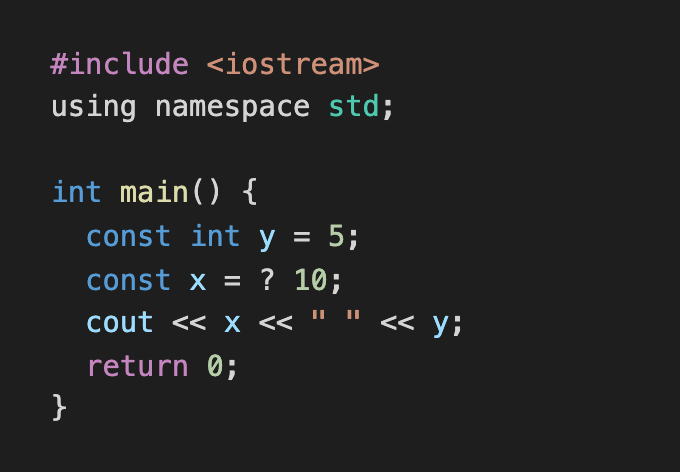 #include <iostream>
using namespace std;

int main() {
  const int y = 5;
  const x = ? 10;
  cout << x << " " << y;
  return 0;
}